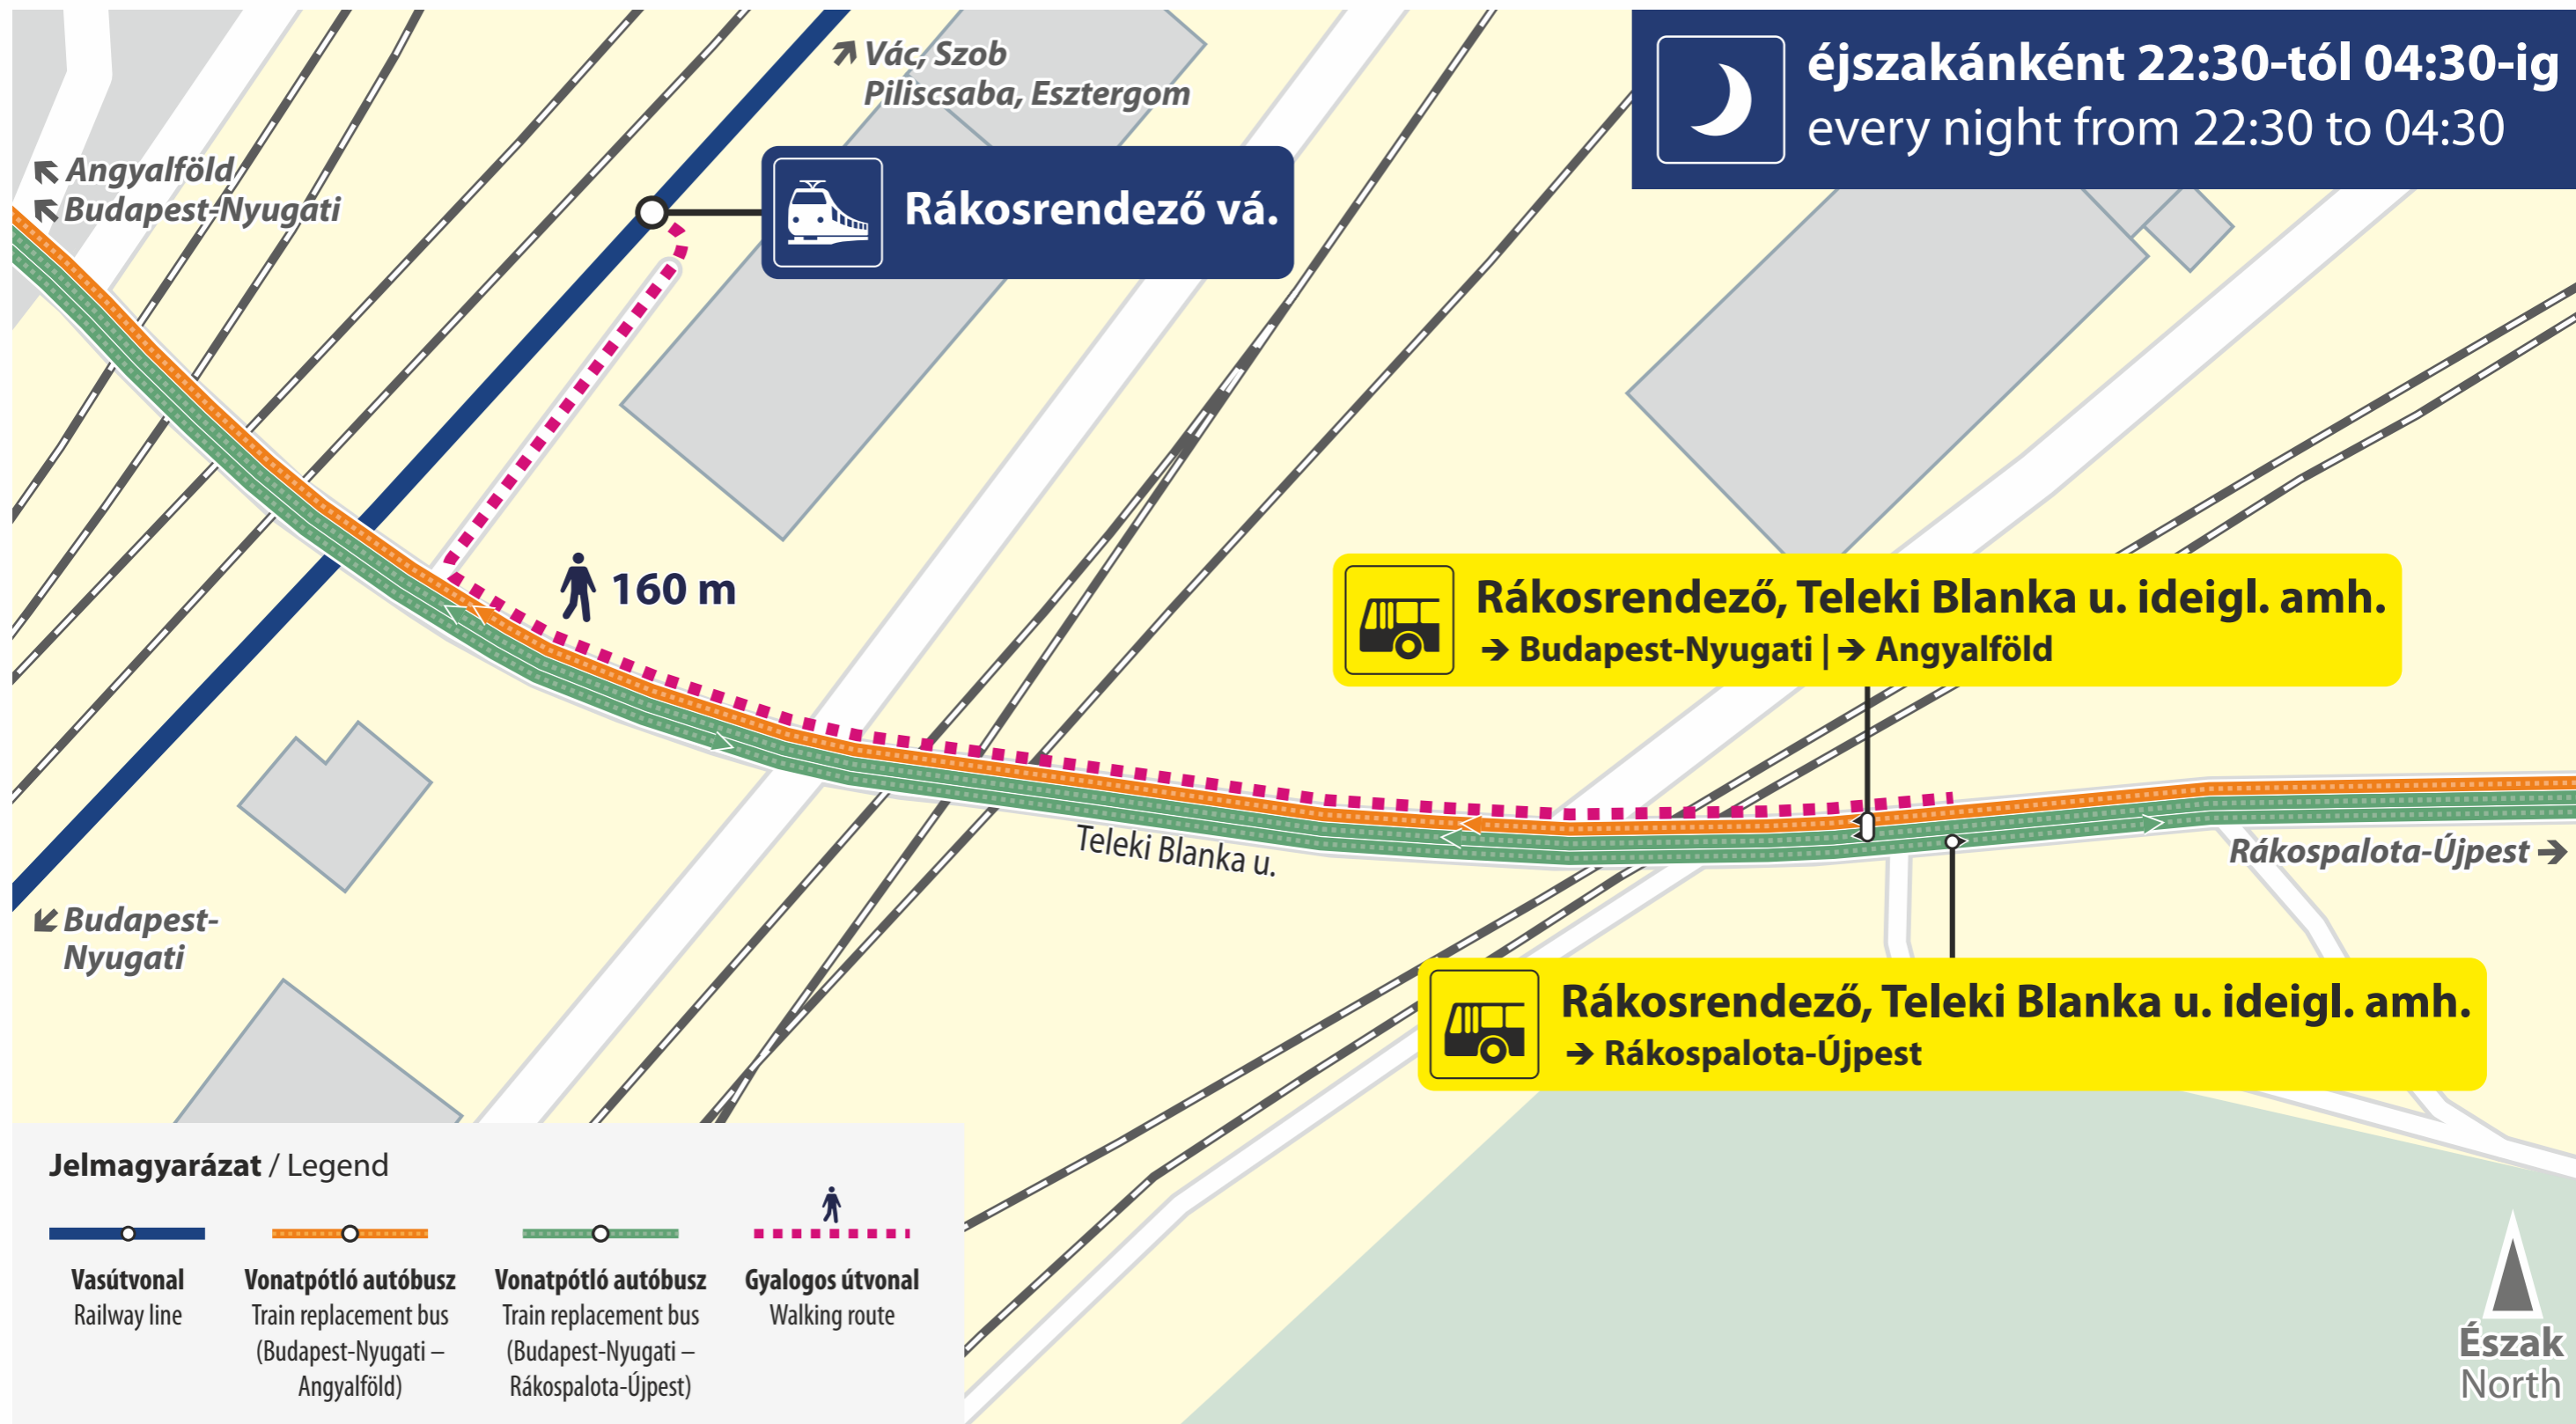 éjszakánként 22:30-tól 04:30-ig
every night from 22:30 to 04:30
Vác, Szob
Piliscsaba, Esztergom
Angyalföld
Budapest-Nyugati
Rákosrendező vá.
160 m
Rákosrendező, Teleki Blanka u. ideigl. amh.
→ Budapest-Nyugati | → Angyalföld
Teleki Blanka u.
Rákospalota-Újpest →
Budapest-
Nyugati
Rákosrendező, Teleki Blanka u. ideigl. amh.
→ Rákospalota-Újpest
Jelmagyarázat / Legend
Vasútvonal
Railway line
Vonatpótló autóbusz
Train replacement bus
(Budapest-Nyugati –
Angyalföld)
Vonatpótló autóbusz
Train replacement bus
(Budapest-Nyugati –
Rákospalota-Újpest)
Gyalogos útvonal
Walking route
Észak
North